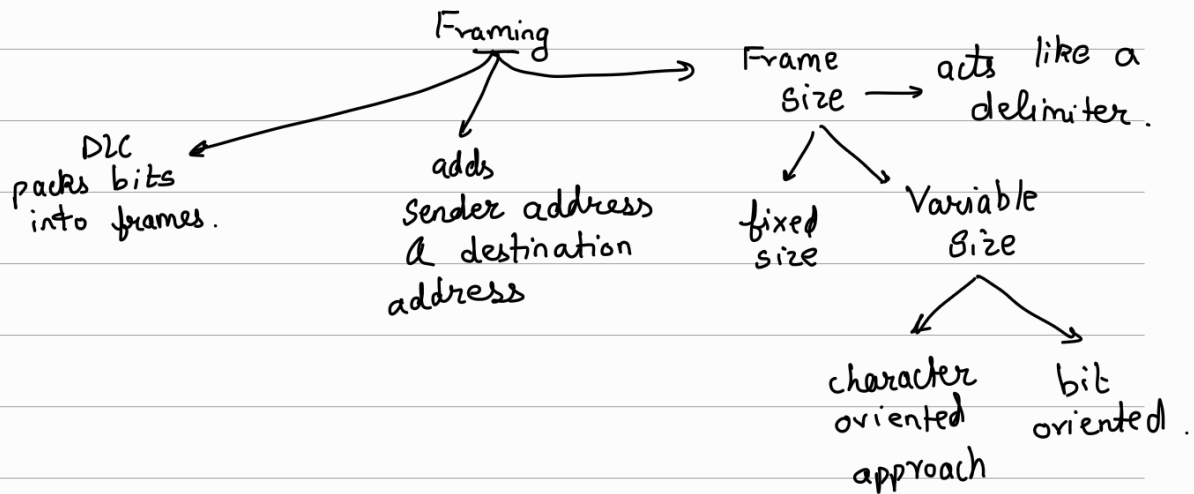 Framing
DLC
packs bits
into frames.
adds
sender address
& destination
address
Frame
size
acts like a
delimiter.
fixed
size
Variable
Size
character
oriented
approach
bit
oriented.